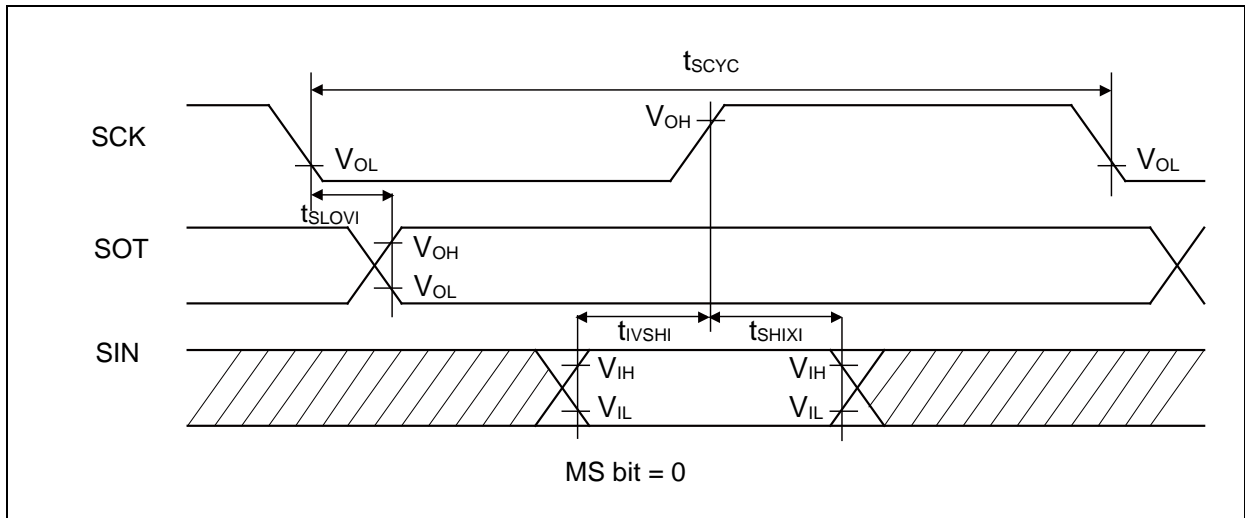 tSCYC
SCK
VOH
VOL
VOL
tSLOVI
SOT
VOH
VOL
tIVSHI
tSHIXI
SIN
VIH
VIH
VIL
VIL
MS bit = 0